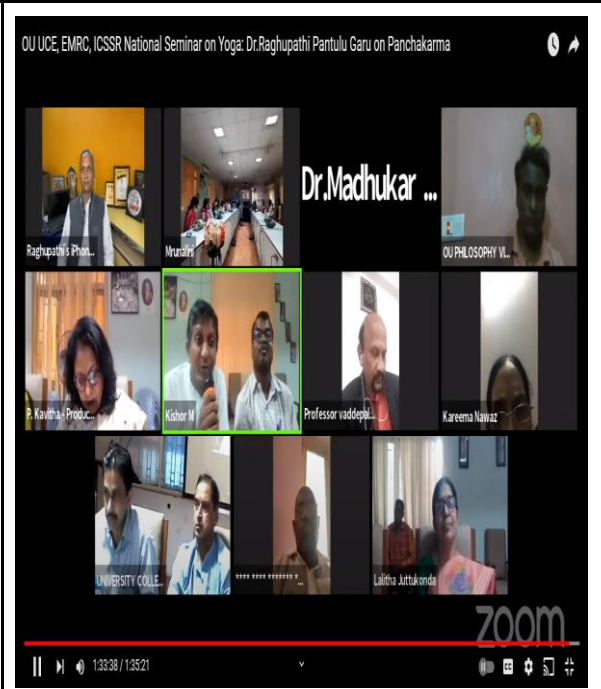 OU UCE, EMRC, ICSSR National Seminar on Yoga: Dr.Raghupathi Pantulu Garu on Panchakarma
Dr.Madhukar ...
Raghupathi's iPhon...
Mrunalini
OU PHILOSOPHY VI...
P. Kavitha - Produc...
Kishor M
Professor vaddepal...
Kareema Nawaz
UNIVERSITY COLLE...
**** **** ******* *...
Lalitha Juttukonda
zoom
1:33:38 / 1:35:21
CC